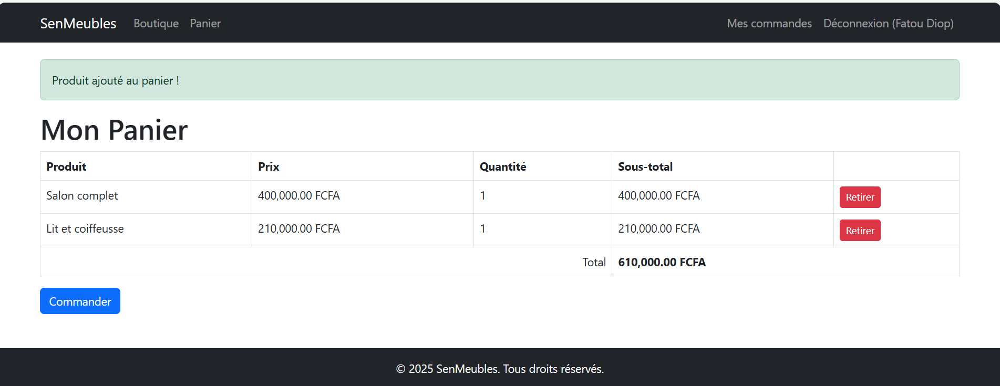 SenMeubles Boutique Panier Mes commandes Déconnexion (Fatou Diop)
Produit ajouté au panier !
Mon Panier
Produit Prix Quantité Sous-total
Salon complet 400,000.00 FCFA 1 400,000.00 FCFA Retirer
Lit et coiffeusse 210,000.00 FCFA 1 210,000.00 FCFA Retirer
Total 610,000.00 FCFA
Commander
© 2025 SenMeubles. Tous droits réservés.